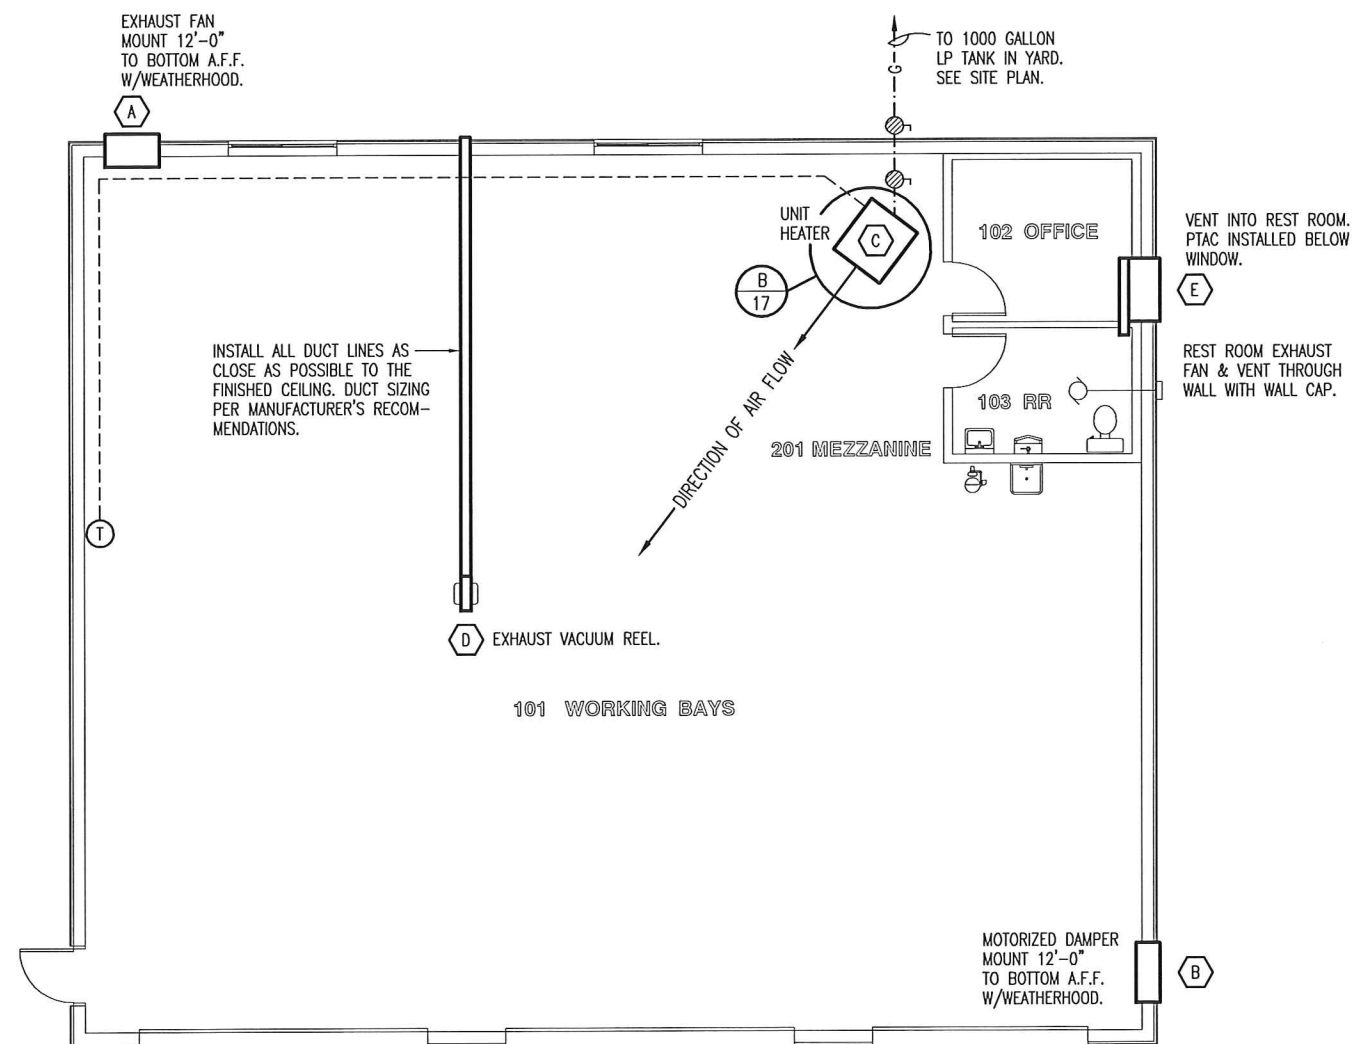 EXHAUST FAN
MOUNT 12'-0"
TO BOTTOM A.F.F.
W/WEATHERHOOD.
A
TO 1000 GALLON
LP TANK IN YARD.
SEE SITE PLAN.
G
UNIT
HEATER
C
B
17
102 OFFICE
VENT INTO REST ROOM.
PTAC INSTALLED BELOW
WINDOW.
E
INSTALL ALL DUCT LINES AS
CLOSE AS POSSIBLE TO THE
FINISHED CEILING. DUCT SIZING
PER MANUFACTURER'S RECOM-
MENDATIONS.
DIRECTION OF AIR FLOW
REST ROOM EXHAUST
FAN & VENT THROUGH
WALL WITH WALL CAP.
103 RR
201 MEZZANINE
T
D
EXHAUST VACUUM REEL.
101 WORKING BAYS
MOTORIZED DAMPER
MOUNT 12'-0"
TO BOTTOM A.F.F.
W/WEATHERHOOD.
B